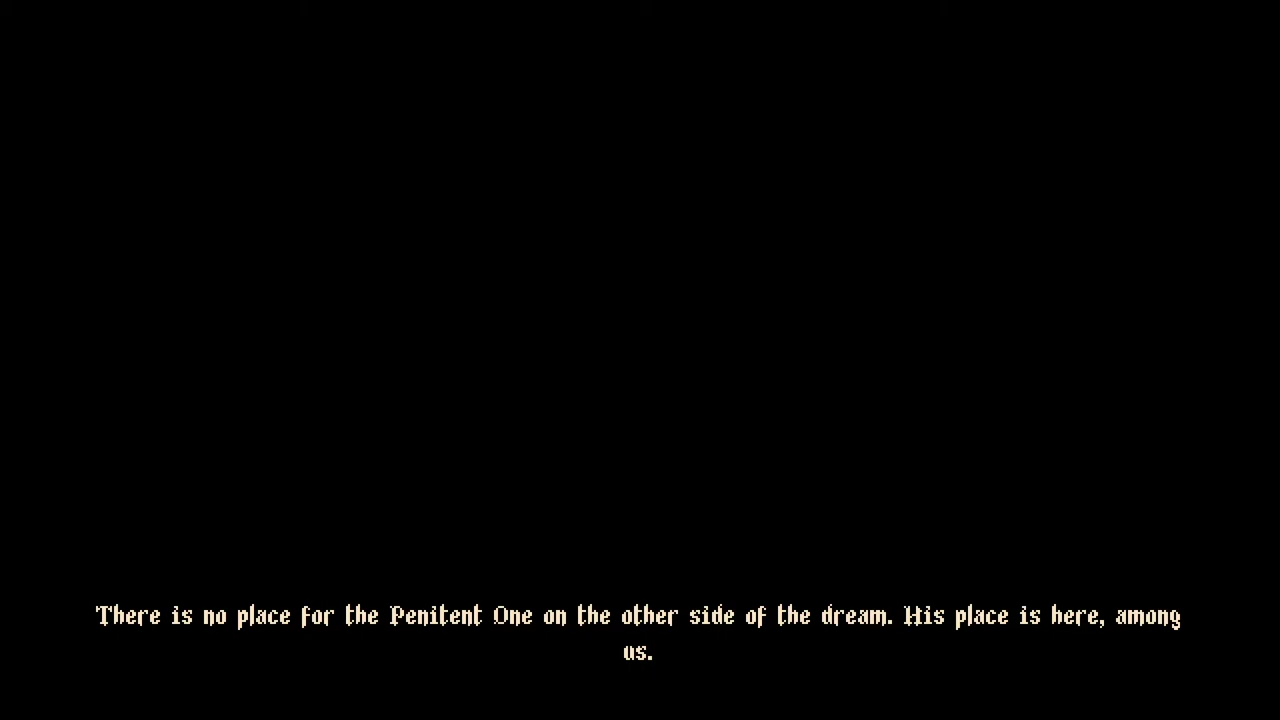 There is no place for the Penitent One on the other side of the dream. His place is here, among
us.